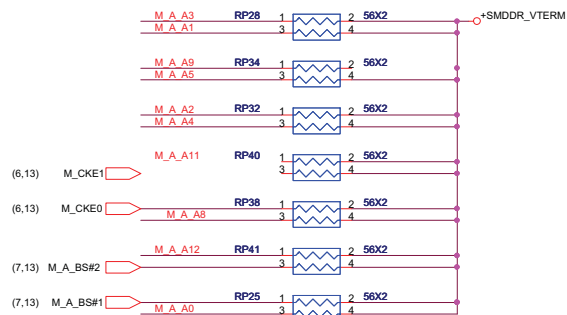 M_A_A3 RP28 1 2 56X2 +SMDDR_VTERM
M_A_A1 3 4
M_A_A9 RP34 1 2 56X2
M_A_A5 3 4
M_A_A2 RP32 1 2 56X2
M_A_A4 3 4
M_A_A11 RP40 1 2 56X2
(6,13) M_CKE1 3 4
(6,13) M_CKE0 RP38 1 2 56X2
M_A_A8 3 4
M_A_A12 RP41 1 2 56X2
(7,13) M_A_BS#2 3 4
(7,13) M_A_BS#1 RP25 1 2 56X2
M_A_A0 3 4